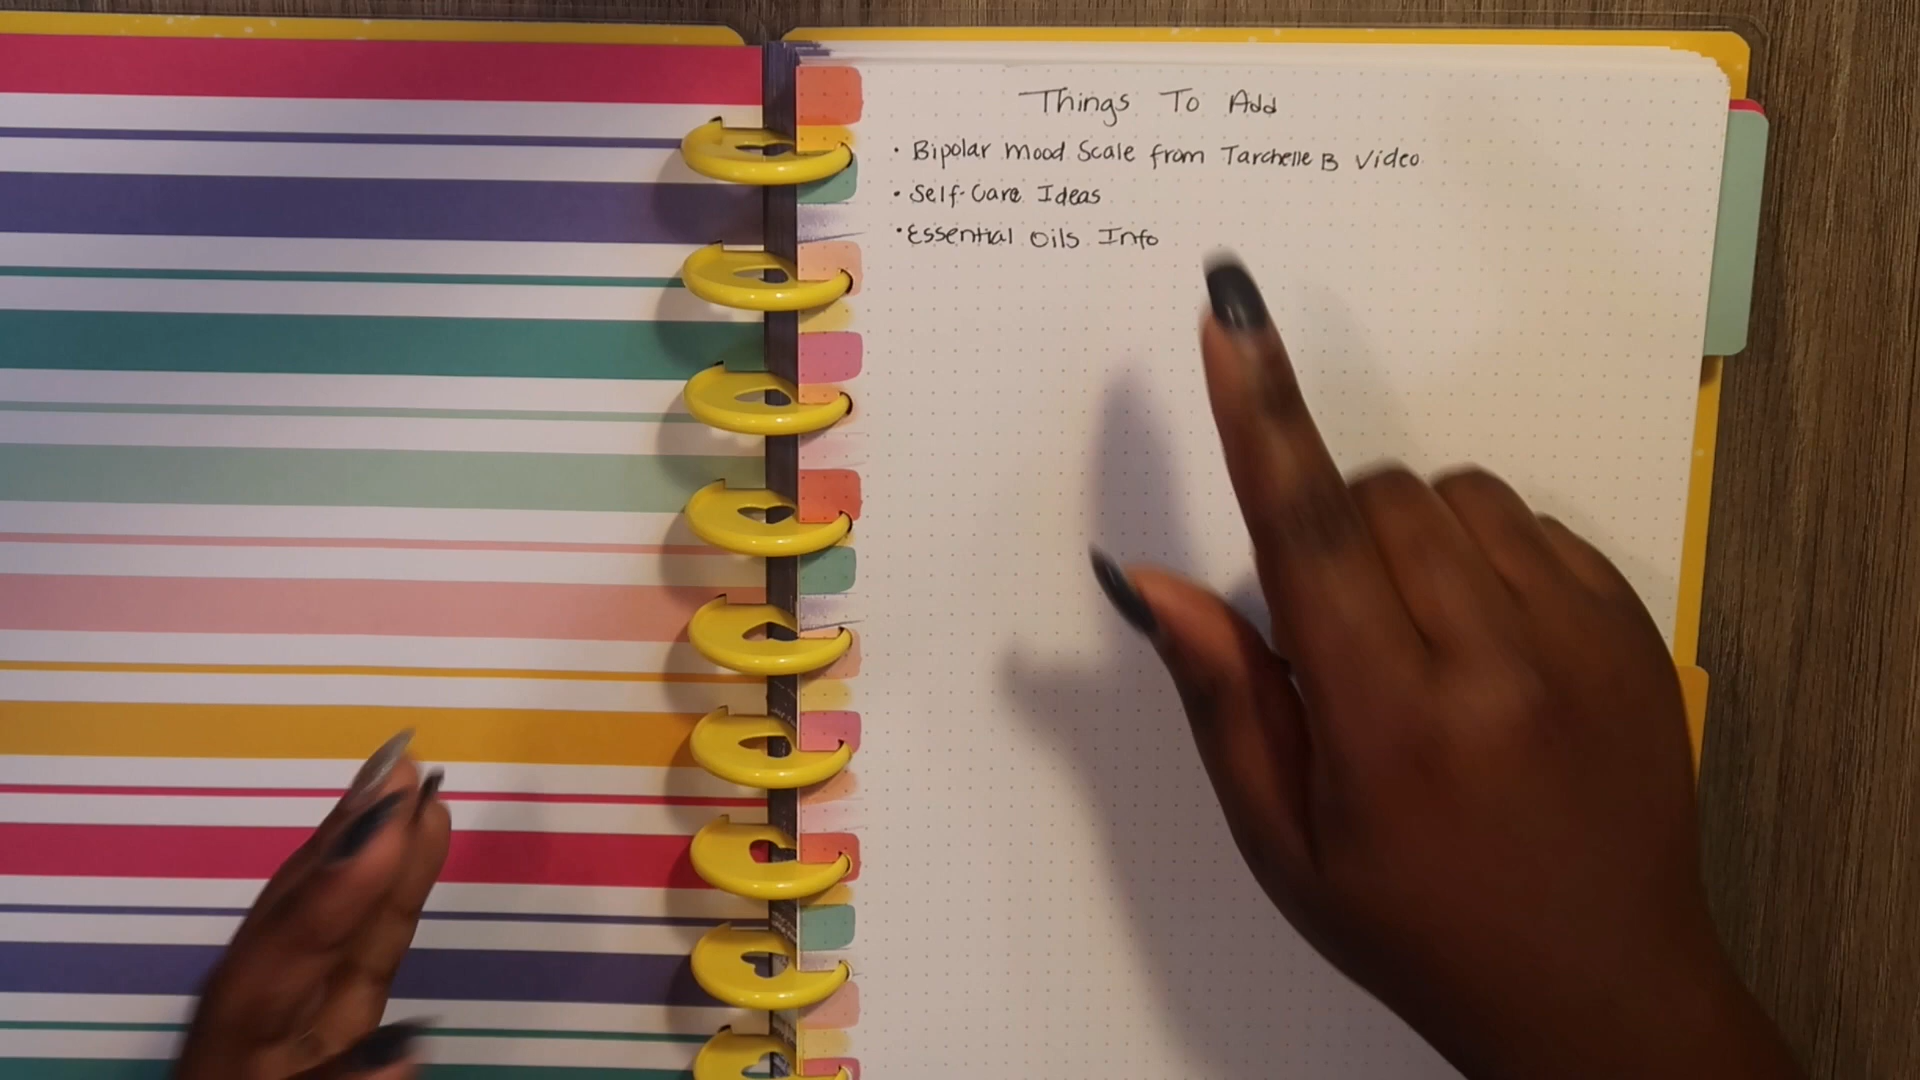 Things To Add
• Bipolar Mood Scale from Tarchelle B Video
• Self-Care Ideas
• Essential Oils Info